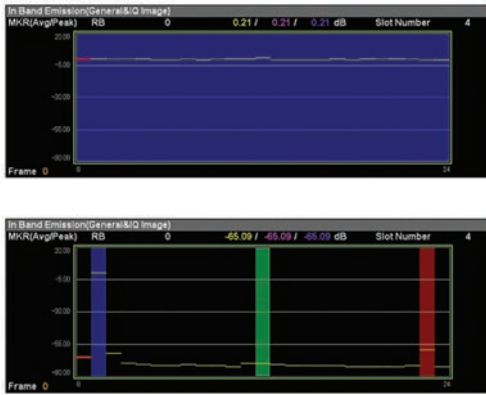 In Band Emission(General&IQ Image)
MKR(Avg/Peak) RB 0 0.21 / 0.21 / 0.21 dB Slot Number 4
20.00
-5.00
-30.00
-55.00
-80.00
Frame 0 0 24
In Band Emission(General&IQ Image)
MKR(Avg/Peak) RB 0 -65.09 / -65.09 / -65.09 dB Slot Number 4
20.00
-5.00
-30.00
-55.00
-80.00
Frame 0 0 24